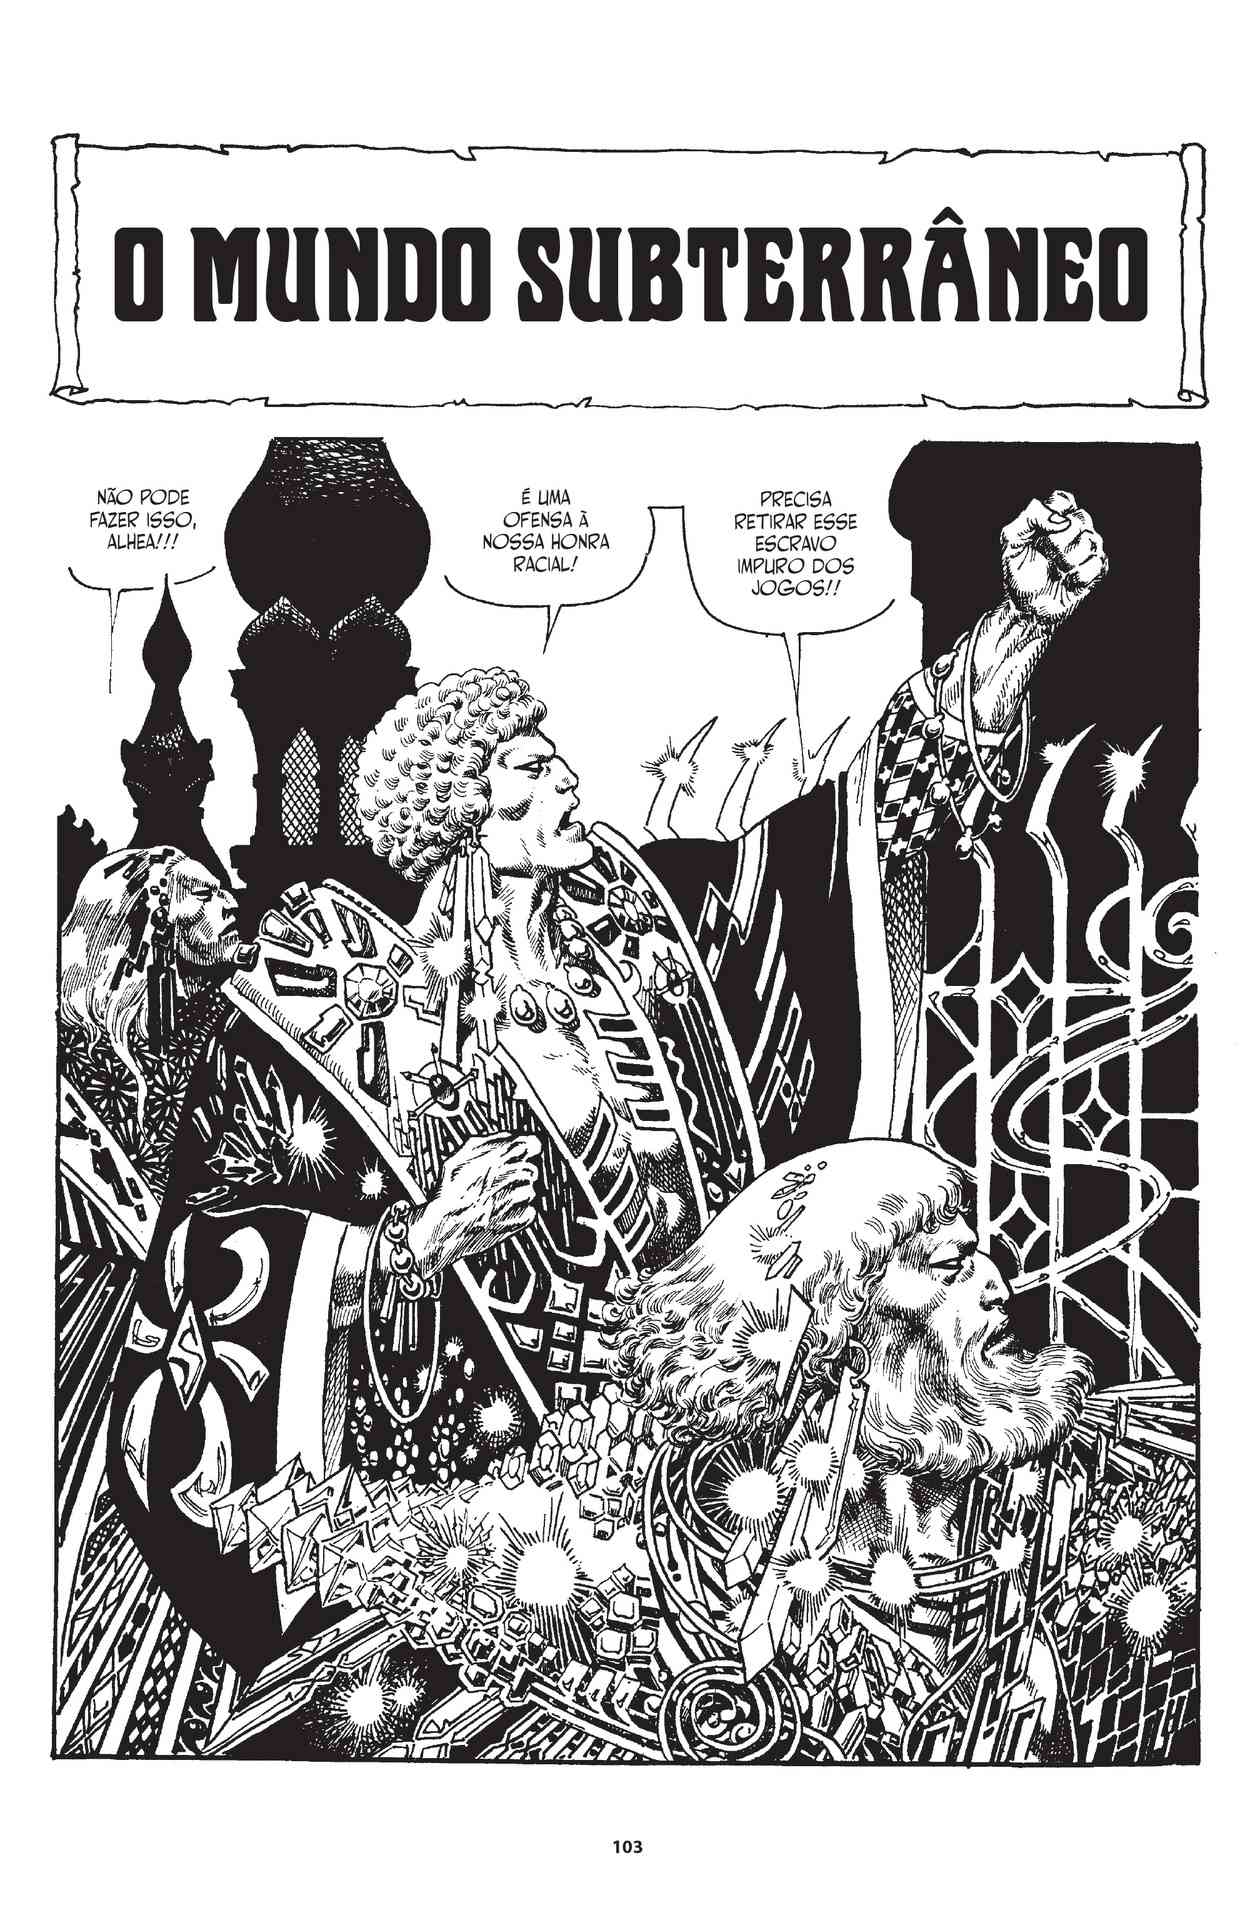 O MUNDO SUBTERRÂNEO
NÃO PODE
FAZER ISSO,
ALHEA!!!
É UMA
OFENSA À
NOSSA HONRA
RACIAL!
PRECISA
RETIRAR ESSE
ESCRAVO
IMPURO DOS
JOGOS!!
103